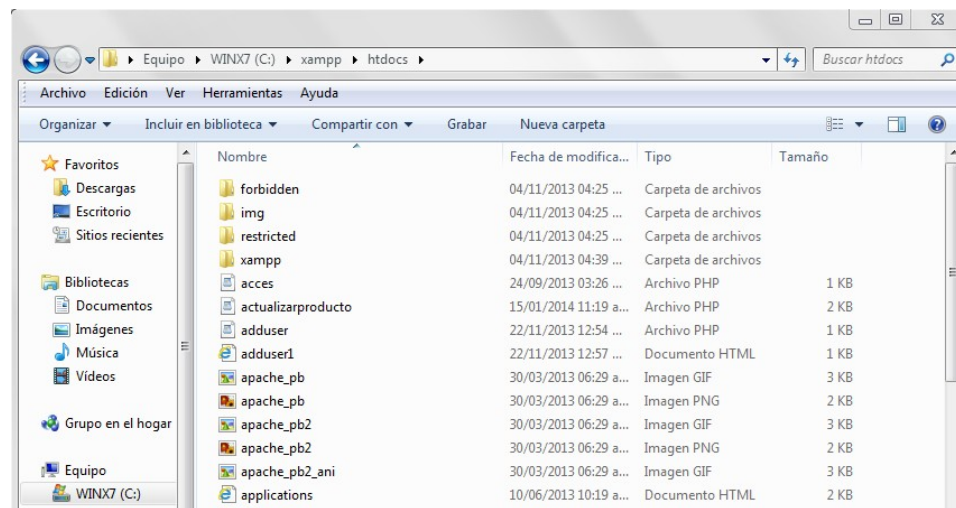 Equipo WINX7 (C:) xampp htdocs
Buscar htdocs
Archivo Edición Ver Herramientas Ayuda
Organizar Incluir en biblioteca Compartir con Grabar Nueva carpeta
Favoritos
Descargas
Escritorio
Sitios recientes
Bibliotecas
Documentos
Imágenes
Música
Vídeos
Grupo en el hogar
Equipo
WINX7 (C:)
Nombre Fecha de modifica... Tipo Tamaño
forbidden 04/11/2013 04:25 ... Carpeta de archivos
img 04/11/2013 04:25 ... Carpeta de archivos
restricted 04/11/2013 04:25 ... Carpeta de archivos
xampp 04/11/2013 04:39 ... Carpeta de archivos
acces 24/09/2013 03:26 ... Archivo PHP 1 KB
actualizarproducto 15/01/2014 11:19 a... Archivo PHP 2 KB
adduser 22/11/2013 12:54 ... Archivo PHP 1 KB
adduser1 22/11/2013 12:57 ... Documento HTML 1 KB
apache_pb 30/03/2013 06:29 a... Imagen GIF 3 KB
apache_pb 30/03/2013 06:29 a... Imagen PNG 2 KB
apache_pb2 30/03/2013 06:29 a... Imagen GIF 3 KB
apache_pb2 30/03/2013 06:29 a... Imagen PNG 2 KB
apache_pb2_ani 30/03/2013 06:29 a... Imagen GIF 3 KB
applications 10/06/2013 10:19 a... Documento HTML 2 KB